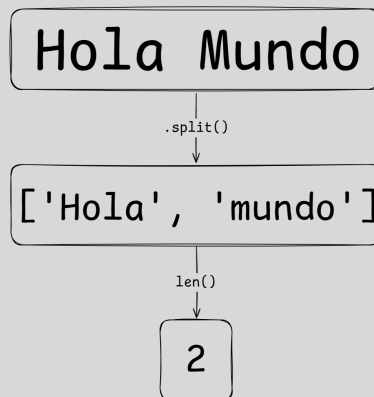 Hola Mundo
.split()
['Hola', 'mundo']
len()
2